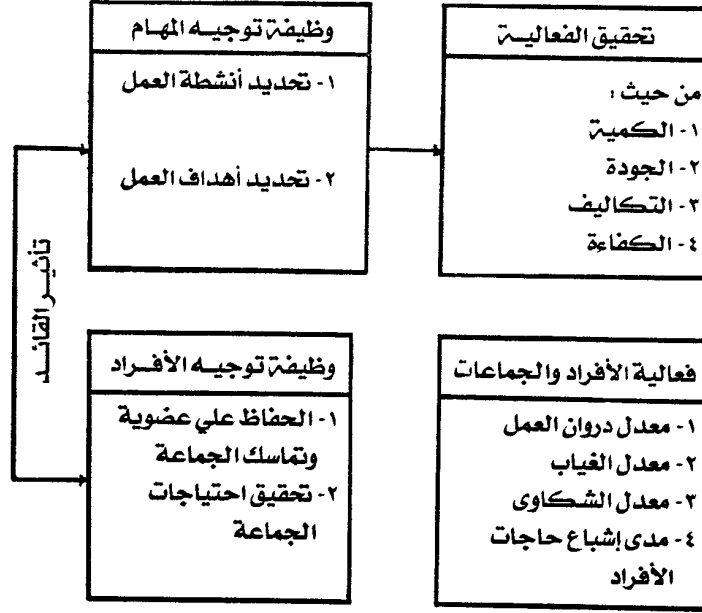 تحقيق الفعالية
من حيث :
١- الكمية
٢- الجودة
٣- التكاليف
٤- الكفاءة
وظيفة توجيه المهام
١- تحديد أنشطة العمل
٢- تحديد أهداف العمل
تأثير القائد
فعالية الأفراد والجماعات
١- معدل دروان العمل
٢- معدل الغياب
٣- معدل الشكاوى
٤- مدى إشباع حاجات
الأفراد
وظيفة توجيه الأفراد
١- الحفاظ علي عضوية
وتماسك الجماعة
٢- تحقيق احتياجات
الجماعة